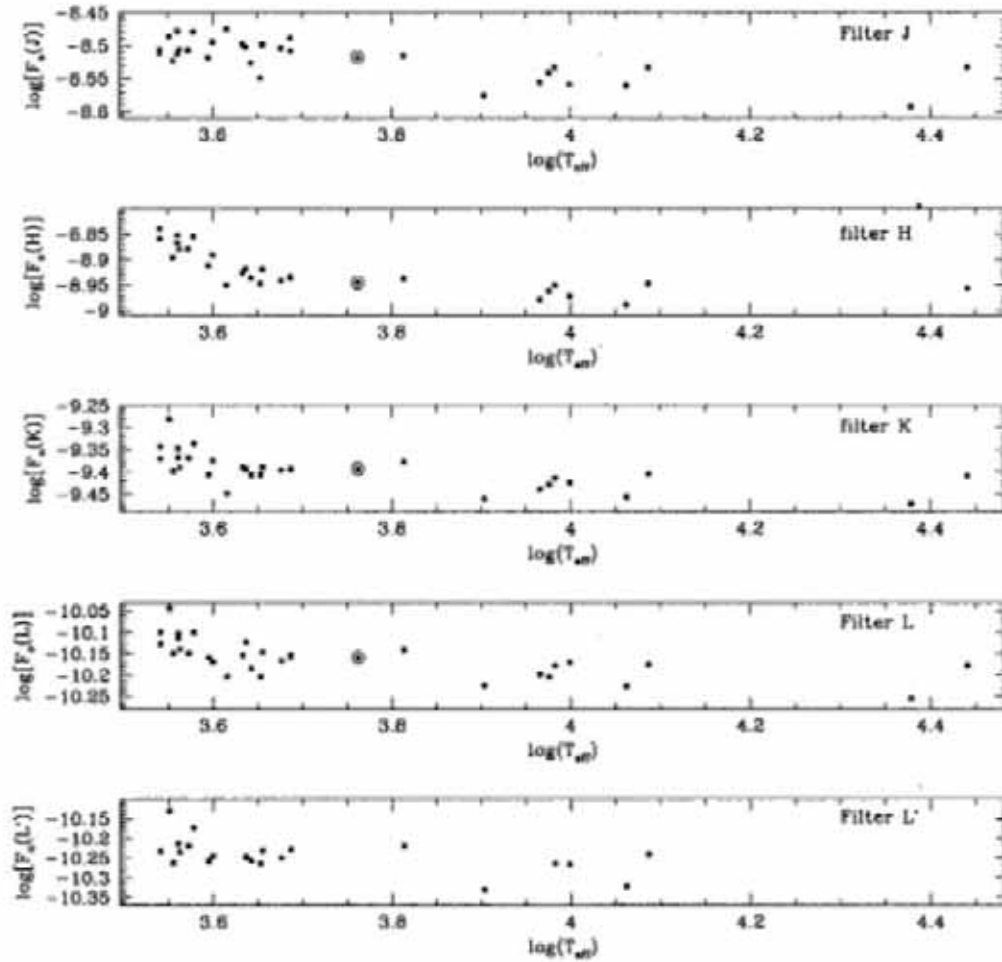 -8.45
-8.5
-8.55
-8.6
log[F_o(J)]
Filter J
3.6 3.8 4 4.2 4.4
log(T_eff)
-8.85
-8.9
-8.95
-9
log[F_o(H)]
filter H
3.6 3.8 4 4.2 4.4
log(T_eff)
-9.25
-9.3
-9.35
-9.4
-9.45
log[F_o(K)]
filter K
3.6 3.8 4 4.2 4.4
log(T_eff)
-10.05
-10.1
-10.15
-10.2
-10.25
log[F_o(L)]
Filter L
3.6 3.8 4 4.2 4.4
log(T_eff)
-10.15
-10.2
-10.25
-10.3
-10.35
log[F_o(L')]
Filter L'
3.6 3.8 4 4.2 4.4
log(T_eff)